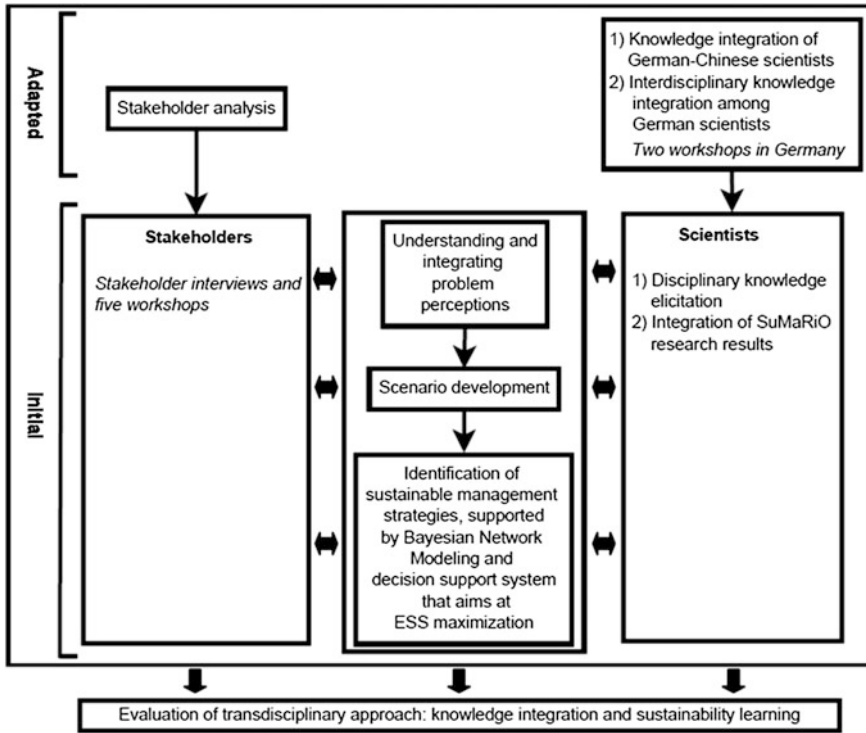 Adapted
Stakeholder analysis
1) Knowledge integration of
German-Chinese scientists
2) Interdisciplinary knowledge
integration among
German scientists
Two workshops in Germany
Initial
Stakeholders
Stakeholder interviews and
five workshops
Understanding and
integrating
problem
perceptions
Scenario development
Identification of
sustainable management
strategies, supported
by Bayesian Network
Modeling and
decision support system
that aims at
ESS maximization
Scientists
1) Disciplinary knowledge
elicitation
2) Integration of SuMaRiO
research results
Evaluation of transdisciplinary approach: knowledge integration and sustainability learning